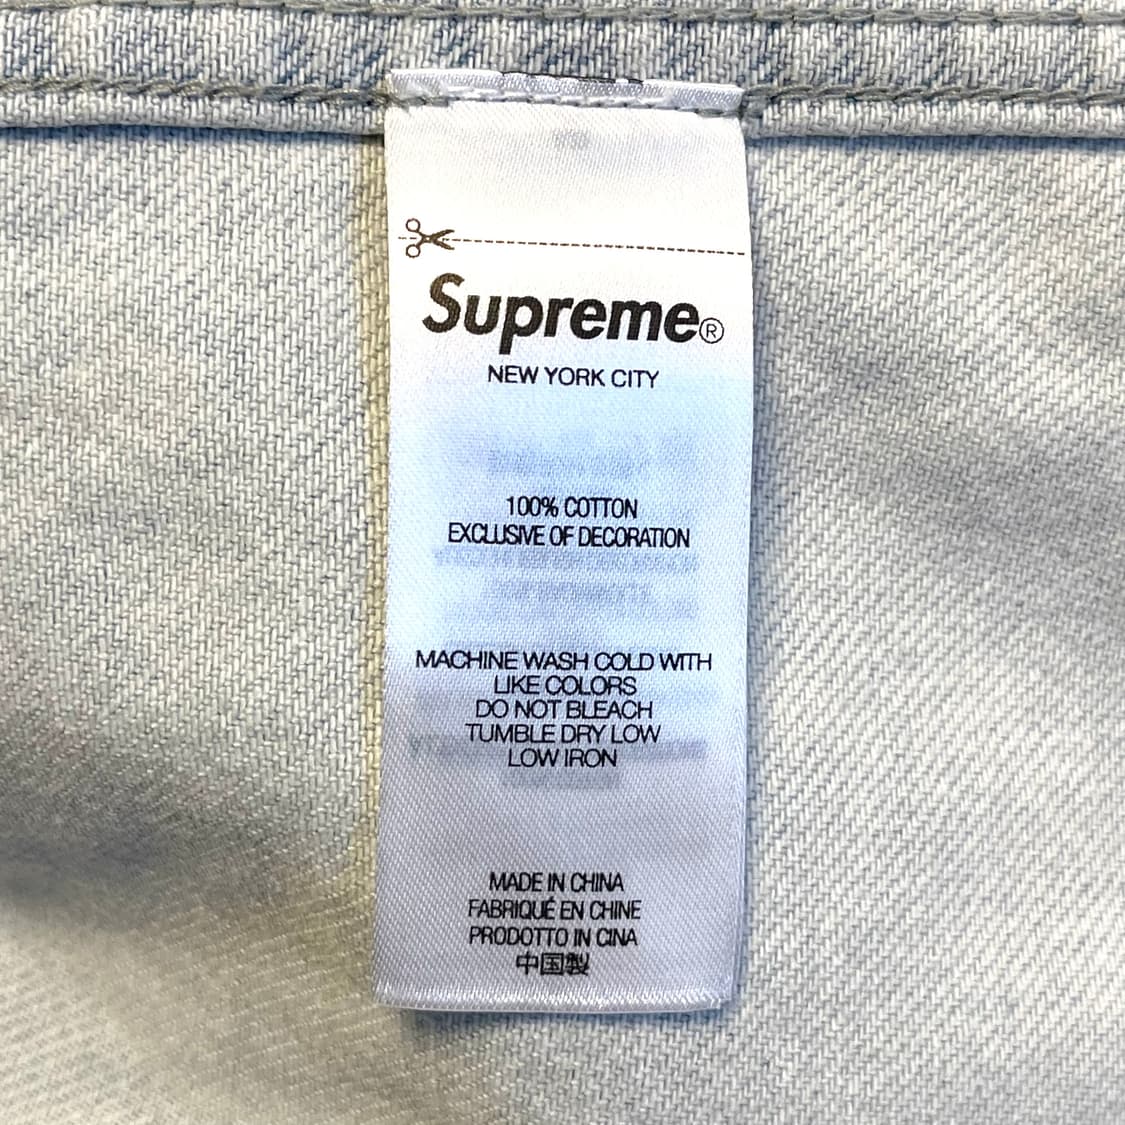 Supreme®
NEW YORK CITY
100% COTTON
EXCLUSIVE OF DECORATION
MACHINE WASH COLD WITH
LIKE COLORS
DO NOT BLEACH
TUMBLE DRY LOW
LOW IRON
MADE IN CHINA
FABRIQUÉ EN CHINE
PRODOTTO IN CINA
中国製